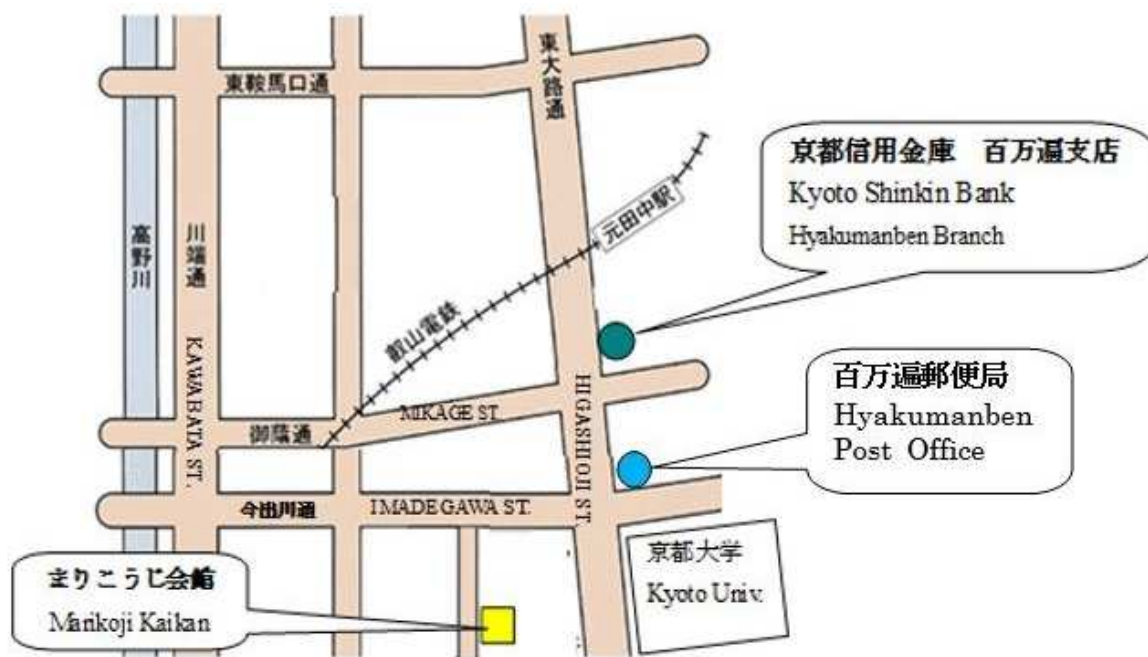 東鞍馬口通
東大路通
京都信用金庫　百万遍支店
Kyoto Shinkin Bank
Hyakumanben Branch
高野川
川端通
元田中駅
叡山電鉄
KAWABATA ST.
HIGASHIOJI ST.
百万遍郵便局
Hyakumanben
Post Office
MIKAGE ST.
御蔭通
今出川通
IMADEGAWA ST.
京都大学
Kyoto Univ.
まりこうじ会館
Marikoji Kaikan